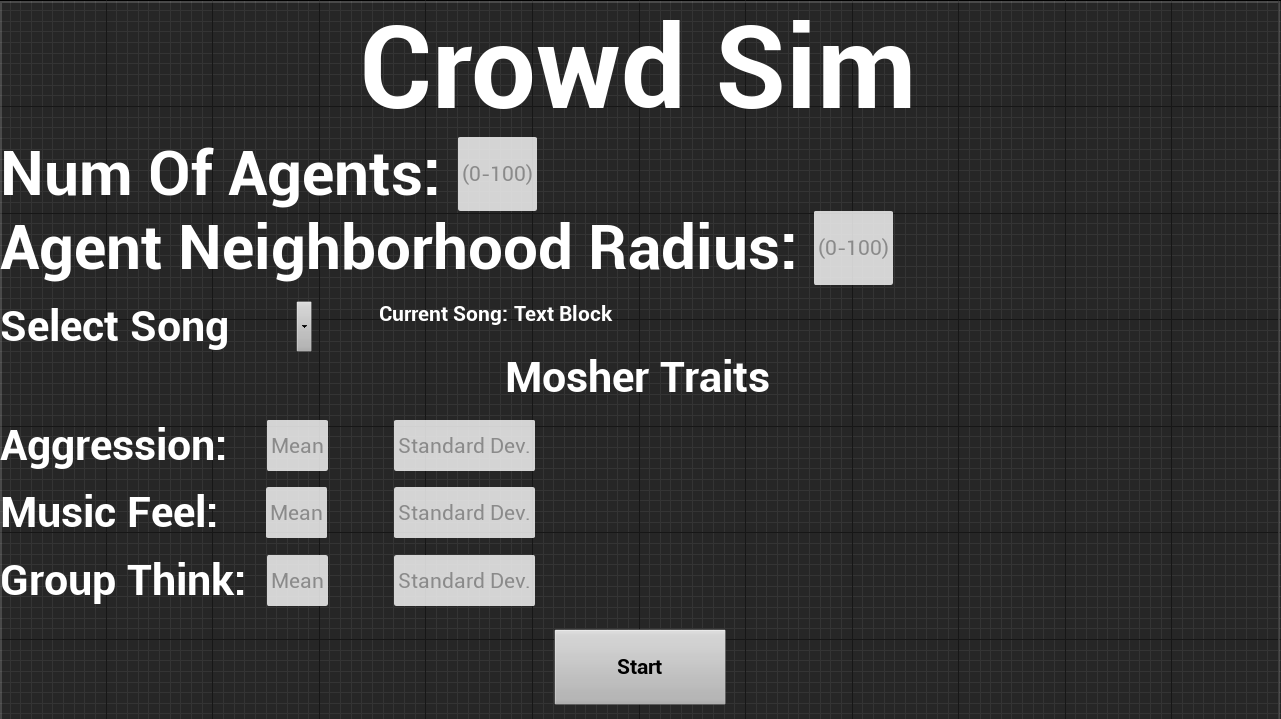 Crowd Sim
Num Of Agents: (0-100)
Agent Neighborhood Radius: (0-100)
Select Song Current Song: Text Block
Mosher Traits
Aggression: Mean Standard Dev.
Music Feel: Mean Standard Dev.
Group Think: Mean Standard Dev.
Start